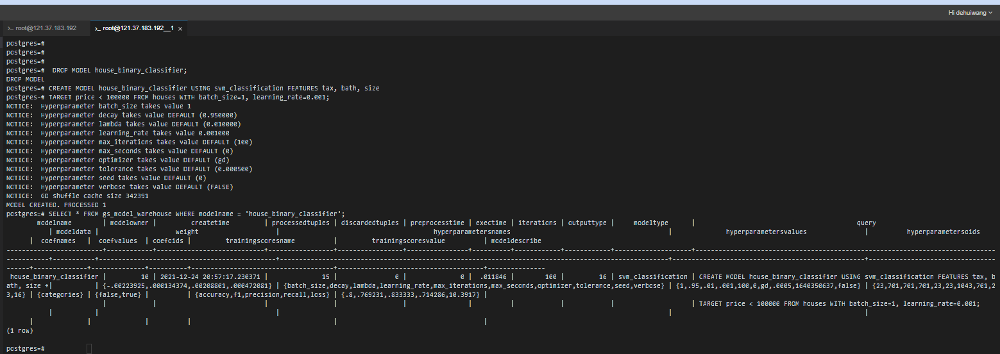 Hi dehuiwang
>_ root@121.37.183.192
>_ root@121.37.183.192__1 ×
postgres=#
postgres=#
postgres=#
postgres=#  DROP MODEL house_binary_classifier;
DROP MODEL
postgres=# CREATE MODEL house_binary_classifier USING svm_classification FEATURES tax, bath, size
postgres-# TARGET price < 100000 FROM houses WITH batch_size=1, learning_rate=0.001;
NOTICE:  Hyperparameter batch_size takes value 1
NOTICE:  Hyperparameter decay takes value DEFAULT (0.950000)
NOTICE:  Hyperparameter lambda takes value DEFAULT (0.010000)
NOTICE:  Hyperparameter learning_rate takes value 0.001000
NOTICE:  Hyperparameter max_iterations takes value DEFAULT (100)
NOTICE:  Hyperparameter max_seconds takes value DEFAULT (0)
NOTICE:  Hyperparameter optimizer takes value DEFAULT (gd)
NOTICE:  Hyperparameter tolerance takes value DEFAULT (0.000500)
NOTICE:  Hyperparameter seed takes value DEFAULT (0)
NOTICE:  Hyperparameter verbose takes value DEFAULT (FALSE)
NOTICE:  GD shuffle cache size 342391
MODEL CREATED. PROCESSED 1
postgres=# SELECT * FROM gs_model_warehouse WHERE modelname = 'house_binary_classifier';
modelname | modelowner | createtime | processedtuples | discardedtuples | preprocesstime | exectime | iterations | outputtype | modeltype | query
| modeldata | weight | hyperparametersnames | hyperparametersvalues | hyperparametersoids
| coefnames | coefvalues | coefoids | trainingscoresname | trainingscoresvalue | modeldescribe
house_binary_classifier | 10 | 2021-12-24 20:57:17.230371 | 15 | 0 | 0 | .011846 | 100 | 16 | svm_classification | CREATE MODEL house_binary_classifier USING svm_classification FEATURES tax, b
ath, size +| | {-.00223925,.000134374,.00208801,.000472081} | {batch_size,decay,lambda,learning_rate,max_iterations,max_seconds,optimizer,tolerance,seed,verbose} | {1,.95,.01,.001,100,0,gd,.0005,1640350637,false} | {23,701,701,701,23,23,1043,701,2
3,16} | {categories} | {false,true} | | {accuracy,f1,precision,recall,loss} | {.8,.769231,.833333,.714286,10.3917} |
| | | | | | | | | | TARGET price < 100000 FROM houses WITH batch_size=1, learning_rate=0.001;
| | | | |
| | | | | |
(1 row)
postgres=#